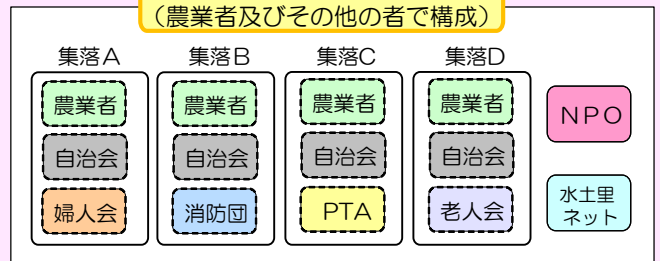 （農業者及びその他の者で構成）
集落A
農業者
自治会
婦人会
集落B
農業者
自治会
消防団
集落C
農業者
自治会
PTA
集落D
農業者
自治会
老人会
ＮＰＯ
水土里
ネット